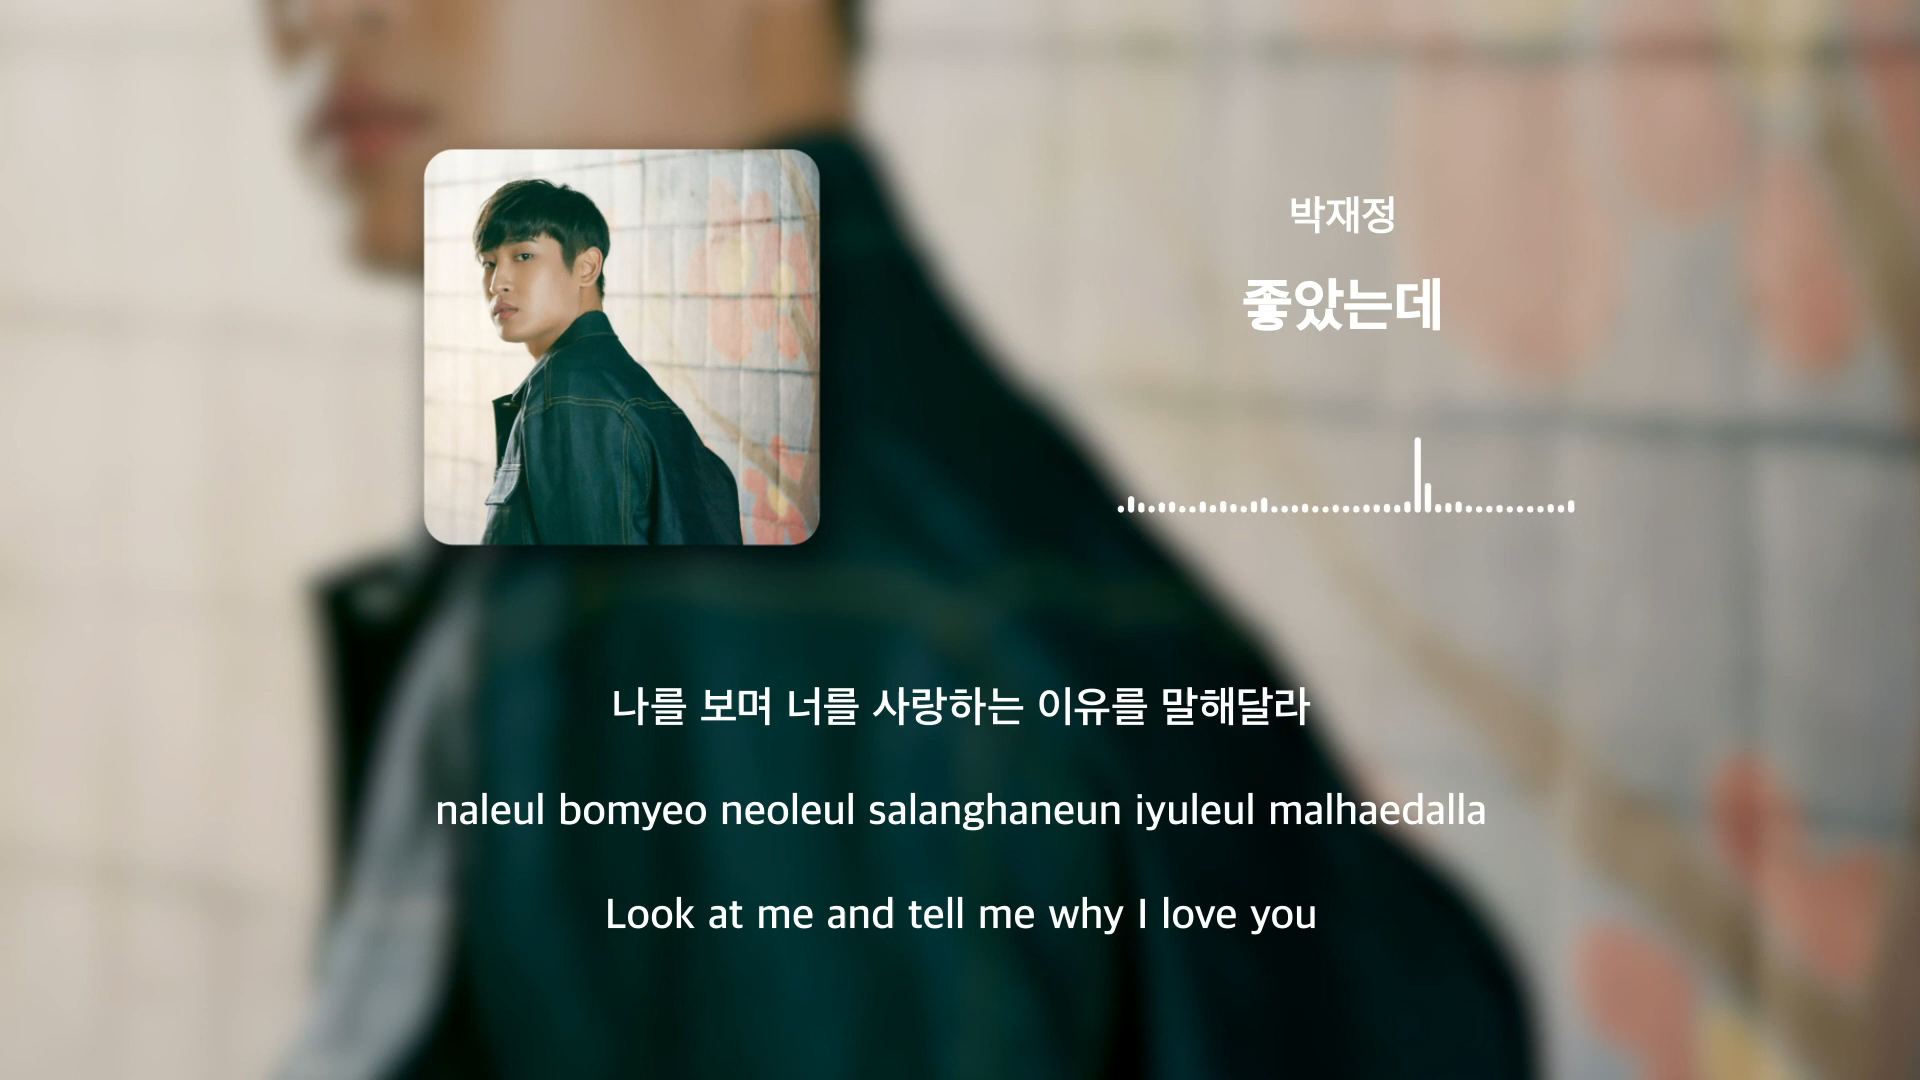 박재정
좋았는데
나를 보며 너를 사랑하는 이유를 말해달라
naleul bomyeo neoleul salanghaneun iyuleul malhaedalla
Look at me and tell me why I love you